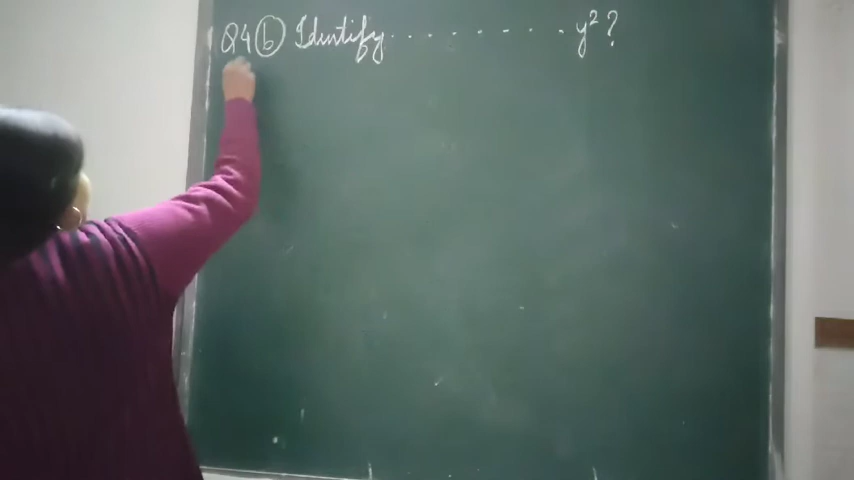 Q4 (b) Identify . . . . . . . . y² ?